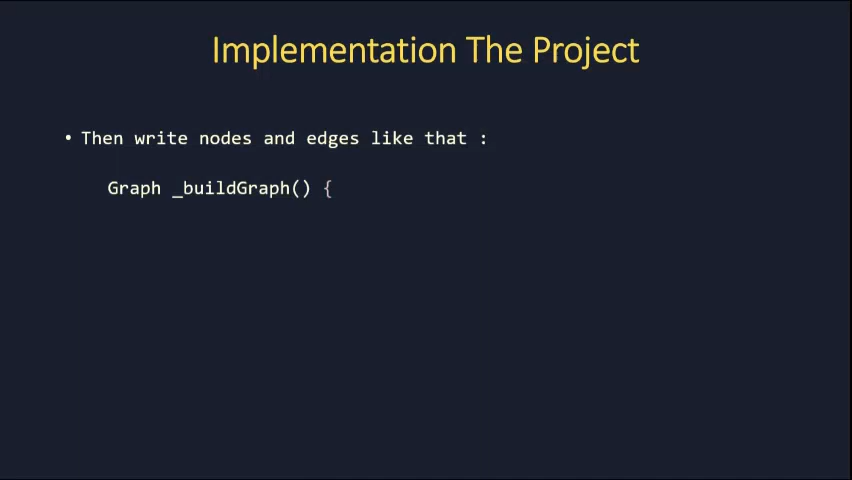 Implementation The Project
• Then write nodes and edges like that :
Graph _buildGraph() {